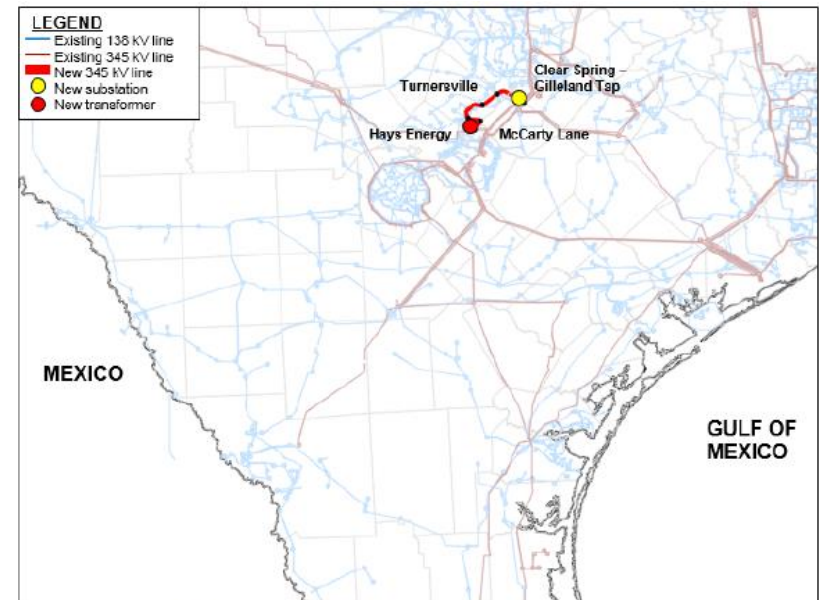 LEGEND
Existing 138 kV line
Existing 345 kV line
New 345 kV line
New substation
New transformer
Clear Spring –
Gilleland Tap
Turnersville
Hays Energy
McCarty Lane
MEXICO
GULF OF
MEXICO